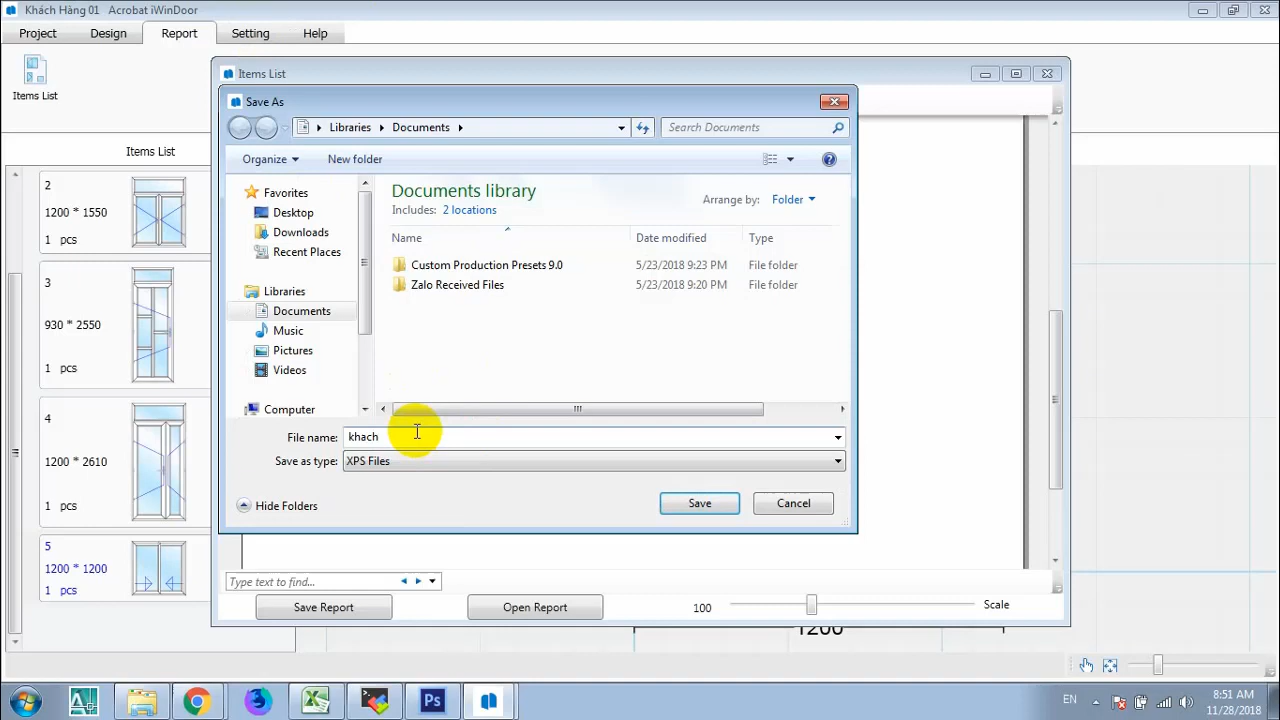 Khách Hàng 01   Acrobat iWinDoor
Project Design Report Setting Help
Items List
Items List
Items List
2
1200 * 1550
1 pcs
3
930 * 2550
1 pcs
4
1200 * 2610
1 pcs
5
1200 * 1200
1 pcs
Save As
Libraries Documents
Search Documents
Organize New folder
Favorites
Desktop
Downloads
Recent Places
Libraries
Documents
Music
Pictures
Videos
Computer
Documents library
Includes: 2 locations
Arrange by: Folder
Name Date modified Type
Custom Production Presets 9.0 5/23/2018 9:23 PM File folder
Zalo Received Files 5/23/2018 9:20 PM File folder
File name: khach
Save as type: XPS Files
Hide Folders Save Cancel
Type text to find...
Save Report Open Report 100 Scale
1200
EN
8:51 AM
11/28/2018